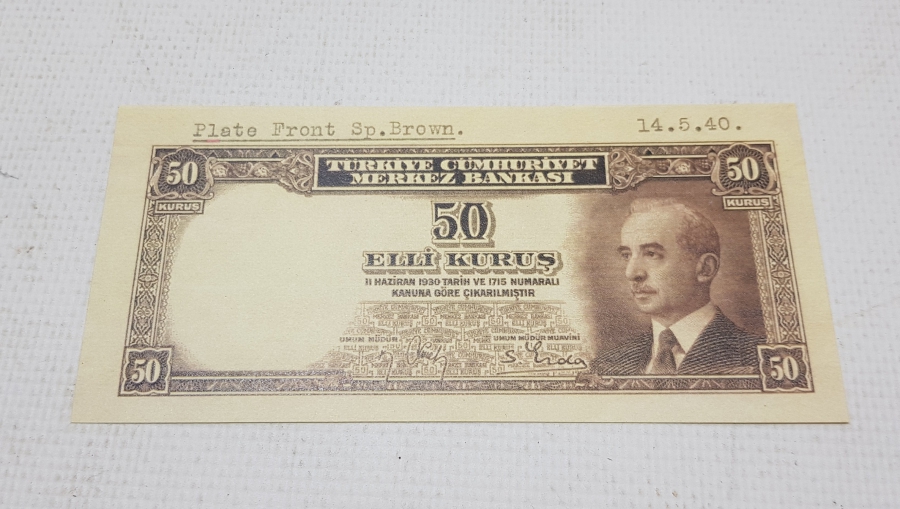 Plate Front Sp.Brown. 14.5.40.
50 TÜRKİYE CÜMHURİYET 50
MERKEZ BANKASI
KURUŞ KURUŞ
50
ELLİ KURUŞ
11 HAZİRAN 1930 TARİH VE 1715 NUMARALI
KANUNA GÖRE ÇIKARILMIŞTIR
UMUM MÜDÜR UMUM MÜDÜR MUAVİNİ
50 50